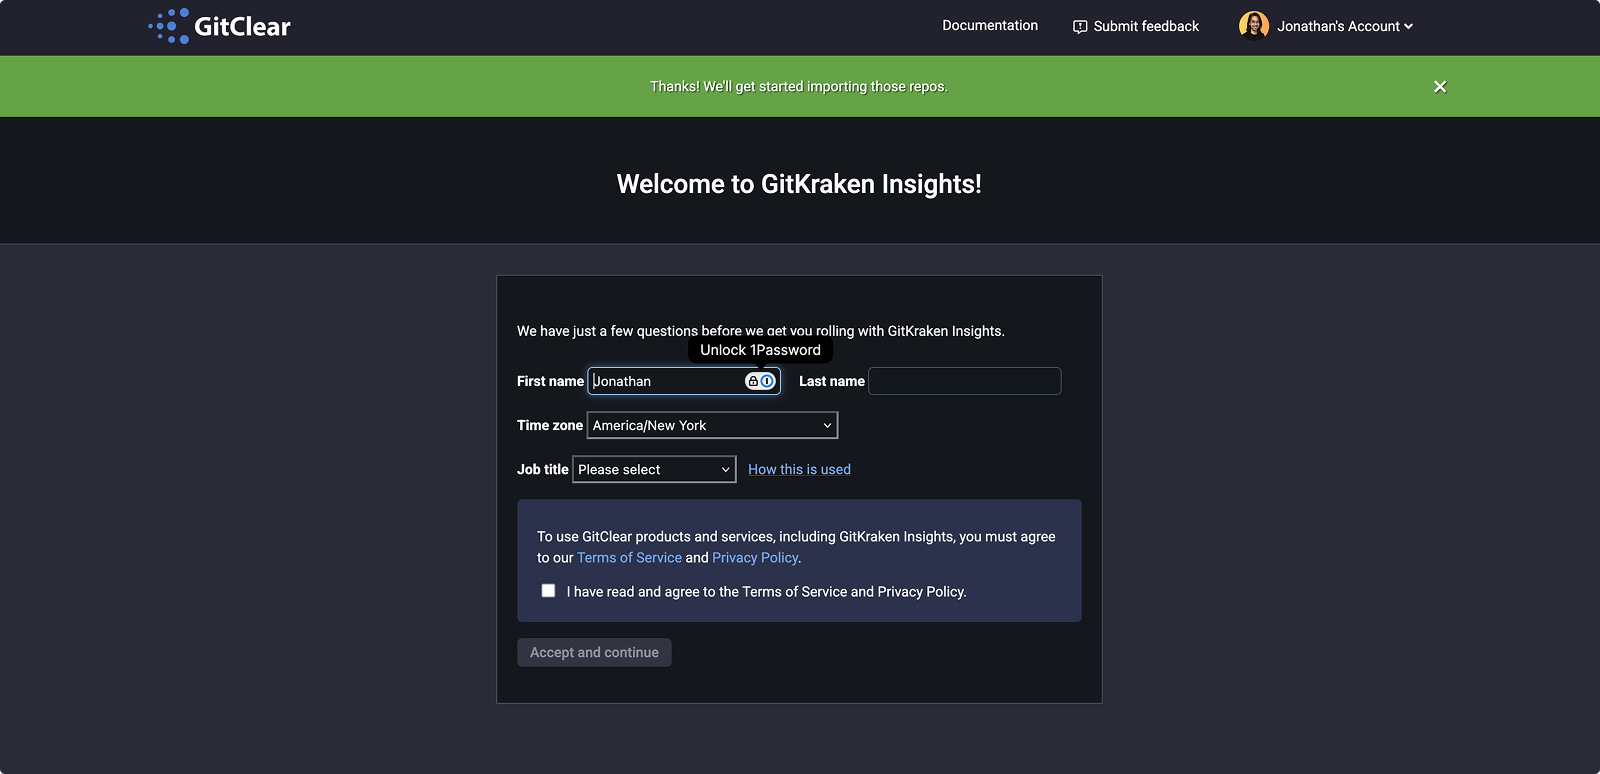 GitClear
Documentation
Submit feedback
Jonathan's Account
Thanks! We'll get started importing those repos.
Welcome to GitKraken Insights!
We have just a few questions before we get you rolling with GitKraken Insights.
Unlock 1Password
First name Jonathan Last name
Time zone America/New York
Job title Please select How this is used
To use GitClear products and services, including GitKraken Insights, you must agree
to our Terms of Service and Privacy Policy.
I have read and agree to the Terms of Service and Privacy Policy.
Accept and continue